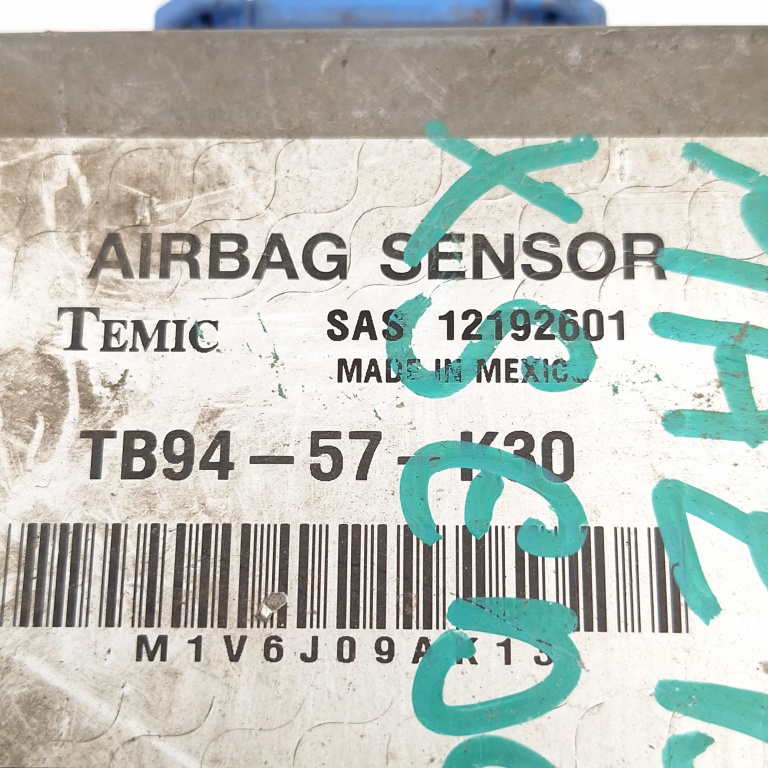 AIRBAG SENSOR
TEMIC SAS 12192601
MADE IN MEXICO
TB94-57-K30
M1V6J09AK13